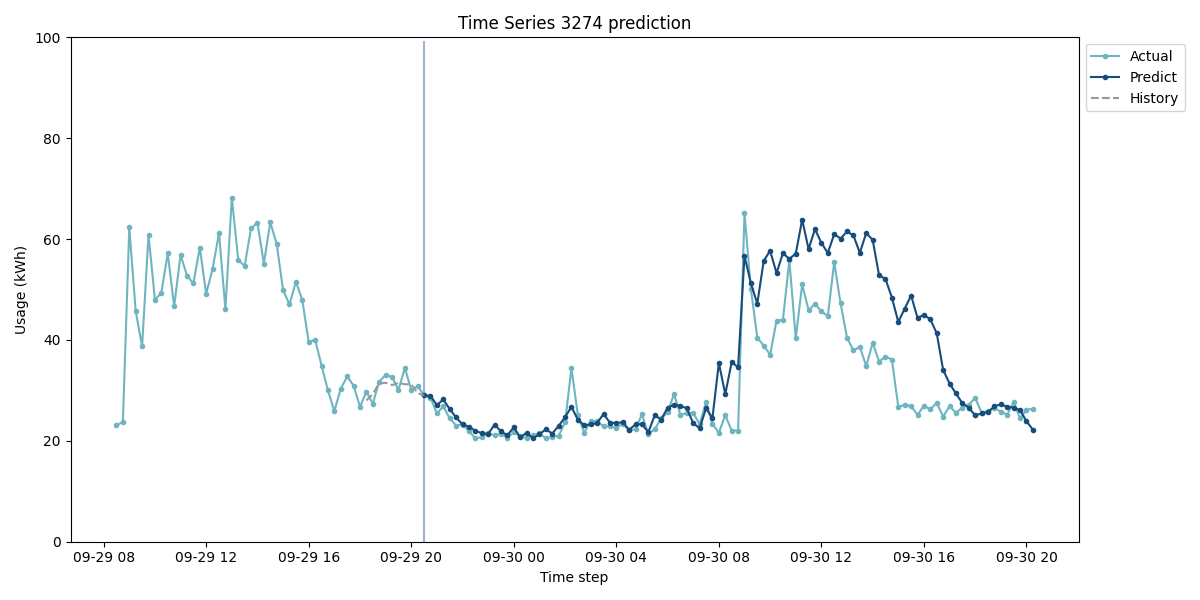 Time Series 3274 prediction
100
80
60
40
20
0
Usage (kWh)
09-29 08
09-29 12
09-29 16
09-29 20
09-30 00
09-30 04
09-30 08
09-30 12
09-30 16
09-30 20
Time step
Actual
Predict
History